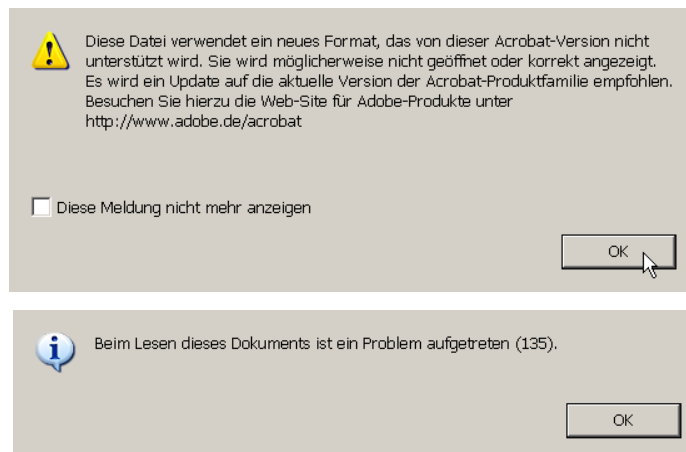 Diese Datei verwendet ein neues Format, das von dieser Acrobat-Version nicht
unterstützt wird. Sie wird möglicherweise nicht geöffnet oder korrekt angezeigt.
Es wird ein Update auf die aktuelle Version der Acrobat-Produktfamilie empfohlen.
Besuchen Sie hierzu die Web-Site für Adobe-Produkte unter
http://www.adobe.de/acrobat
Diese Meldung nicht mehr anzeigen
OK
Beim Lesen dieses Dokuments ist ein Problem aufgetreten (135).
OK